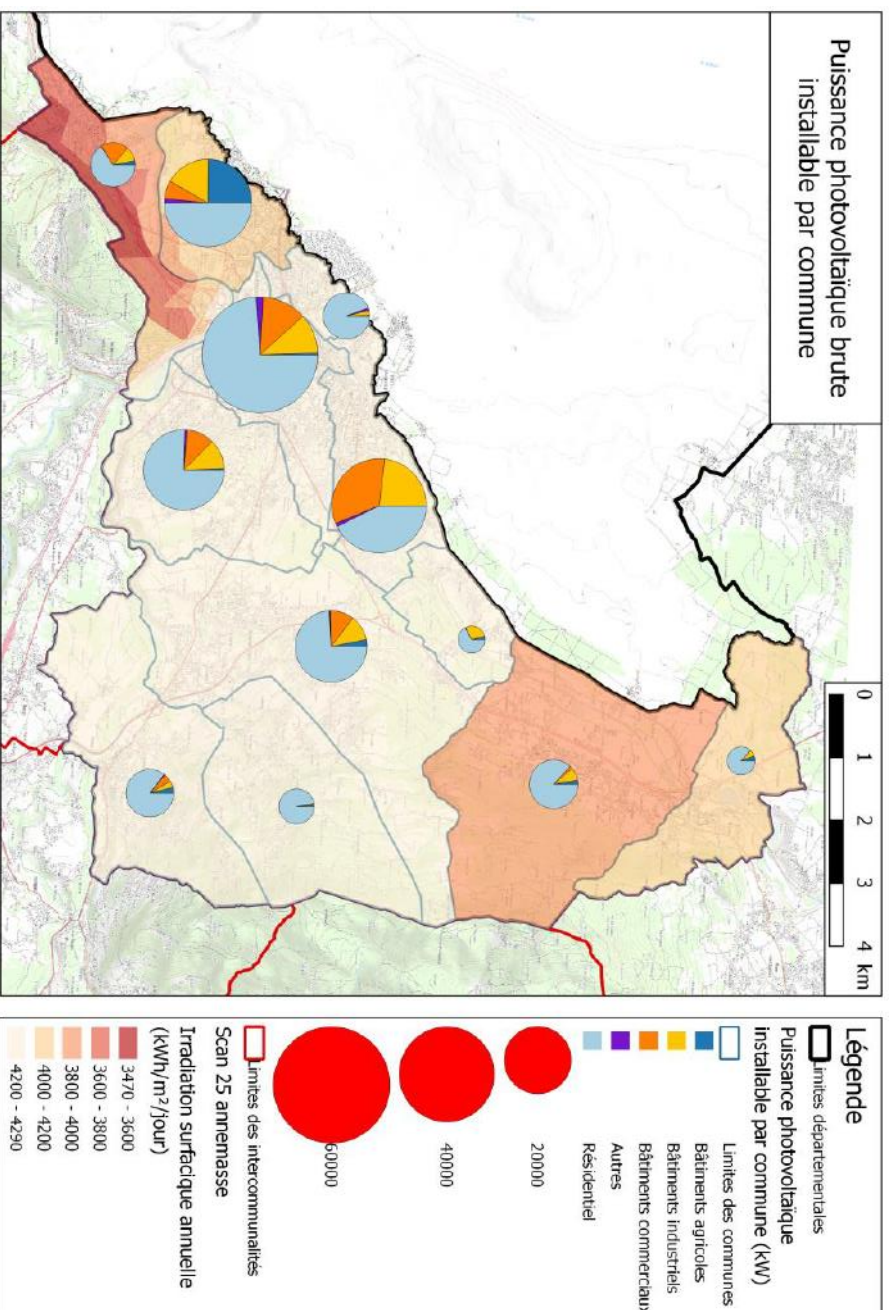 Puissance photovoltaïque brute
installable par commune
0 1 2 3 4 km
Légende
Limites départementales
Puissance photovoltaïque
installable par commune (kW)
Limites des communes
Bâtiments agricoles
Bâtiments industriels
Bâtiments commerciaux
Autres
Résidentiel
20000
40000
60000
Limites des intercommunalités
Scan 25 annemasse
Irradiation surfacique annuelle
(kWh/m²/jour)
3470 - 3600
3600 - 3800
3800 - 4000
4000 - 4200
4200 - 4290